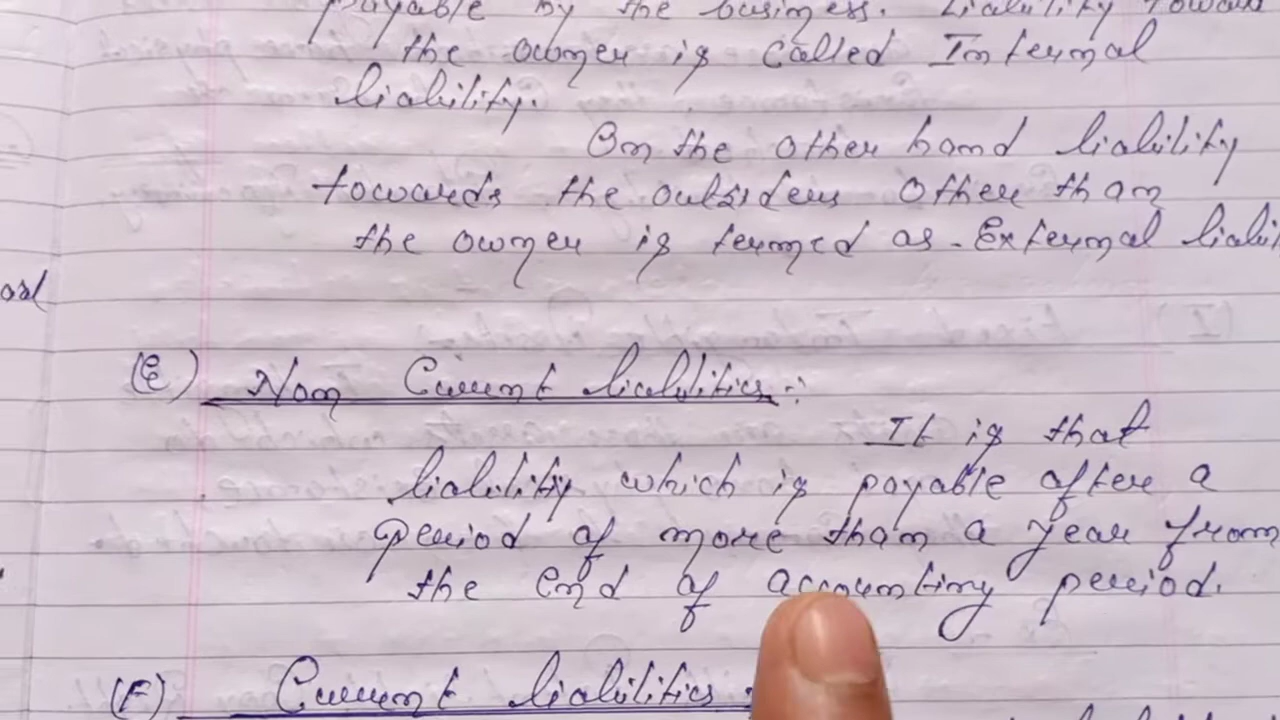 payable by the business. Liability toward
the owner is called Internal
liability.
On the other hand liability
towards the outsiders other than
the owner is termed as - External liabili
(E) Non Current liabilities :-
It is that
liability which is payable after a
period of more than a year from
the end of accounting period.
(F) Current liabilities :